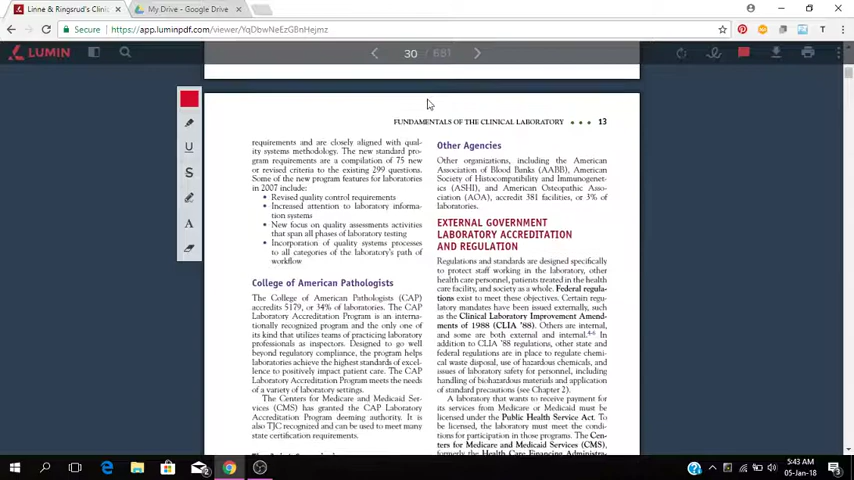 Linne & Ringsrud's Clinic
My Drive - Google Drive
Secure
https://app.luminpdf.com/viewer/YqDbwNeEzGBnHejmz
LUMIN
30 / 681
FUNDAMENTALS OF THE CLINICAL LABORATORY • • • 13
requirements and are closely aligned with qual-
ity systems methodology. The new standard pro-
gram requirements are a compilation of 75 new
or revised criteria to the existing 299 questions.
Some of the new program features for laboratories
in 2007 include:
• Revised quality control requirements
• Increased attention to laboratory informa-
tion systems
• New focus on quality assessments activities
that span all phases of laboratory testing
• Incorporation of quality systems processes
to all categories of the laboratory's path of
workflow
College of American Pathologists
The College of American Pathologists (CAP)
accredits 5179, or 34% of laboratories. The CAP
Laboratory Accreditation Program is an interna-
tionally recognized program and the only one of
its kind that utilizes teams of practicing laboratory
professionals as inspectors. Designed to go well
beyond regulatory compliance, the program helps
laboratories achieve the highest standards of excel-
lence to positively impact patient care. The CAP
Laboratory Accreditation Program meets the needs
of a variety of laboratory settings.
The Centers for Medicare and Medicaid Ser-
vices (CMS) has granted the CAP Laboratory
Accreditation Program deeming authority. It is
also TJC recognized and can be used to meet many
state certification requirements.
Other Agencies
Other organizations, including the American
Association of Blood Banks (AABB), American
Society of Histocompatibility and Immunogenet-
ics (ASHI), and American Osteopathic Asso-
ciation (AOA), accredit 381 facilities, or 3% of
laboratories.
EXTERNAL GOVERNMENT
LABORATORY ACCREDITATION
AND REGULATION
Regulations and standards are designed specifically
to protect staff working in the laboratory, other
health care personnel, patients treated in the health
care facility, and society as a whole. Federal regula-
tions exist to meet these objectives. Certain regu-
latory mandates have been issued externally, such
as the Clinical Laboratory Improvement Amend-
ments of 1988 (CLIA '88). Others are internal,
and some are both external and internal.4-6 In
addition to CLIA '88 regulations, other state and
federal regulations are in place to regulate chemi-
cal waste disposal, use of hazardous chemicals, and
issues of laboratory safety for personnel, including
handling of biohazardous materials and application
of standard precautions (see Chapter 2).
A laboratory that wants to receive payment for
its services from Medicare or Medicaid must be
licensed under the Public Health Service Act. To
be licensed, the laboratory must meet the condi-
tions for participation in those programs. The Cen-
ters for Medicare and Medicaid Services (CMS),
formerly the Health Care Financing Administra-
5:43 AM
05-Jan-18